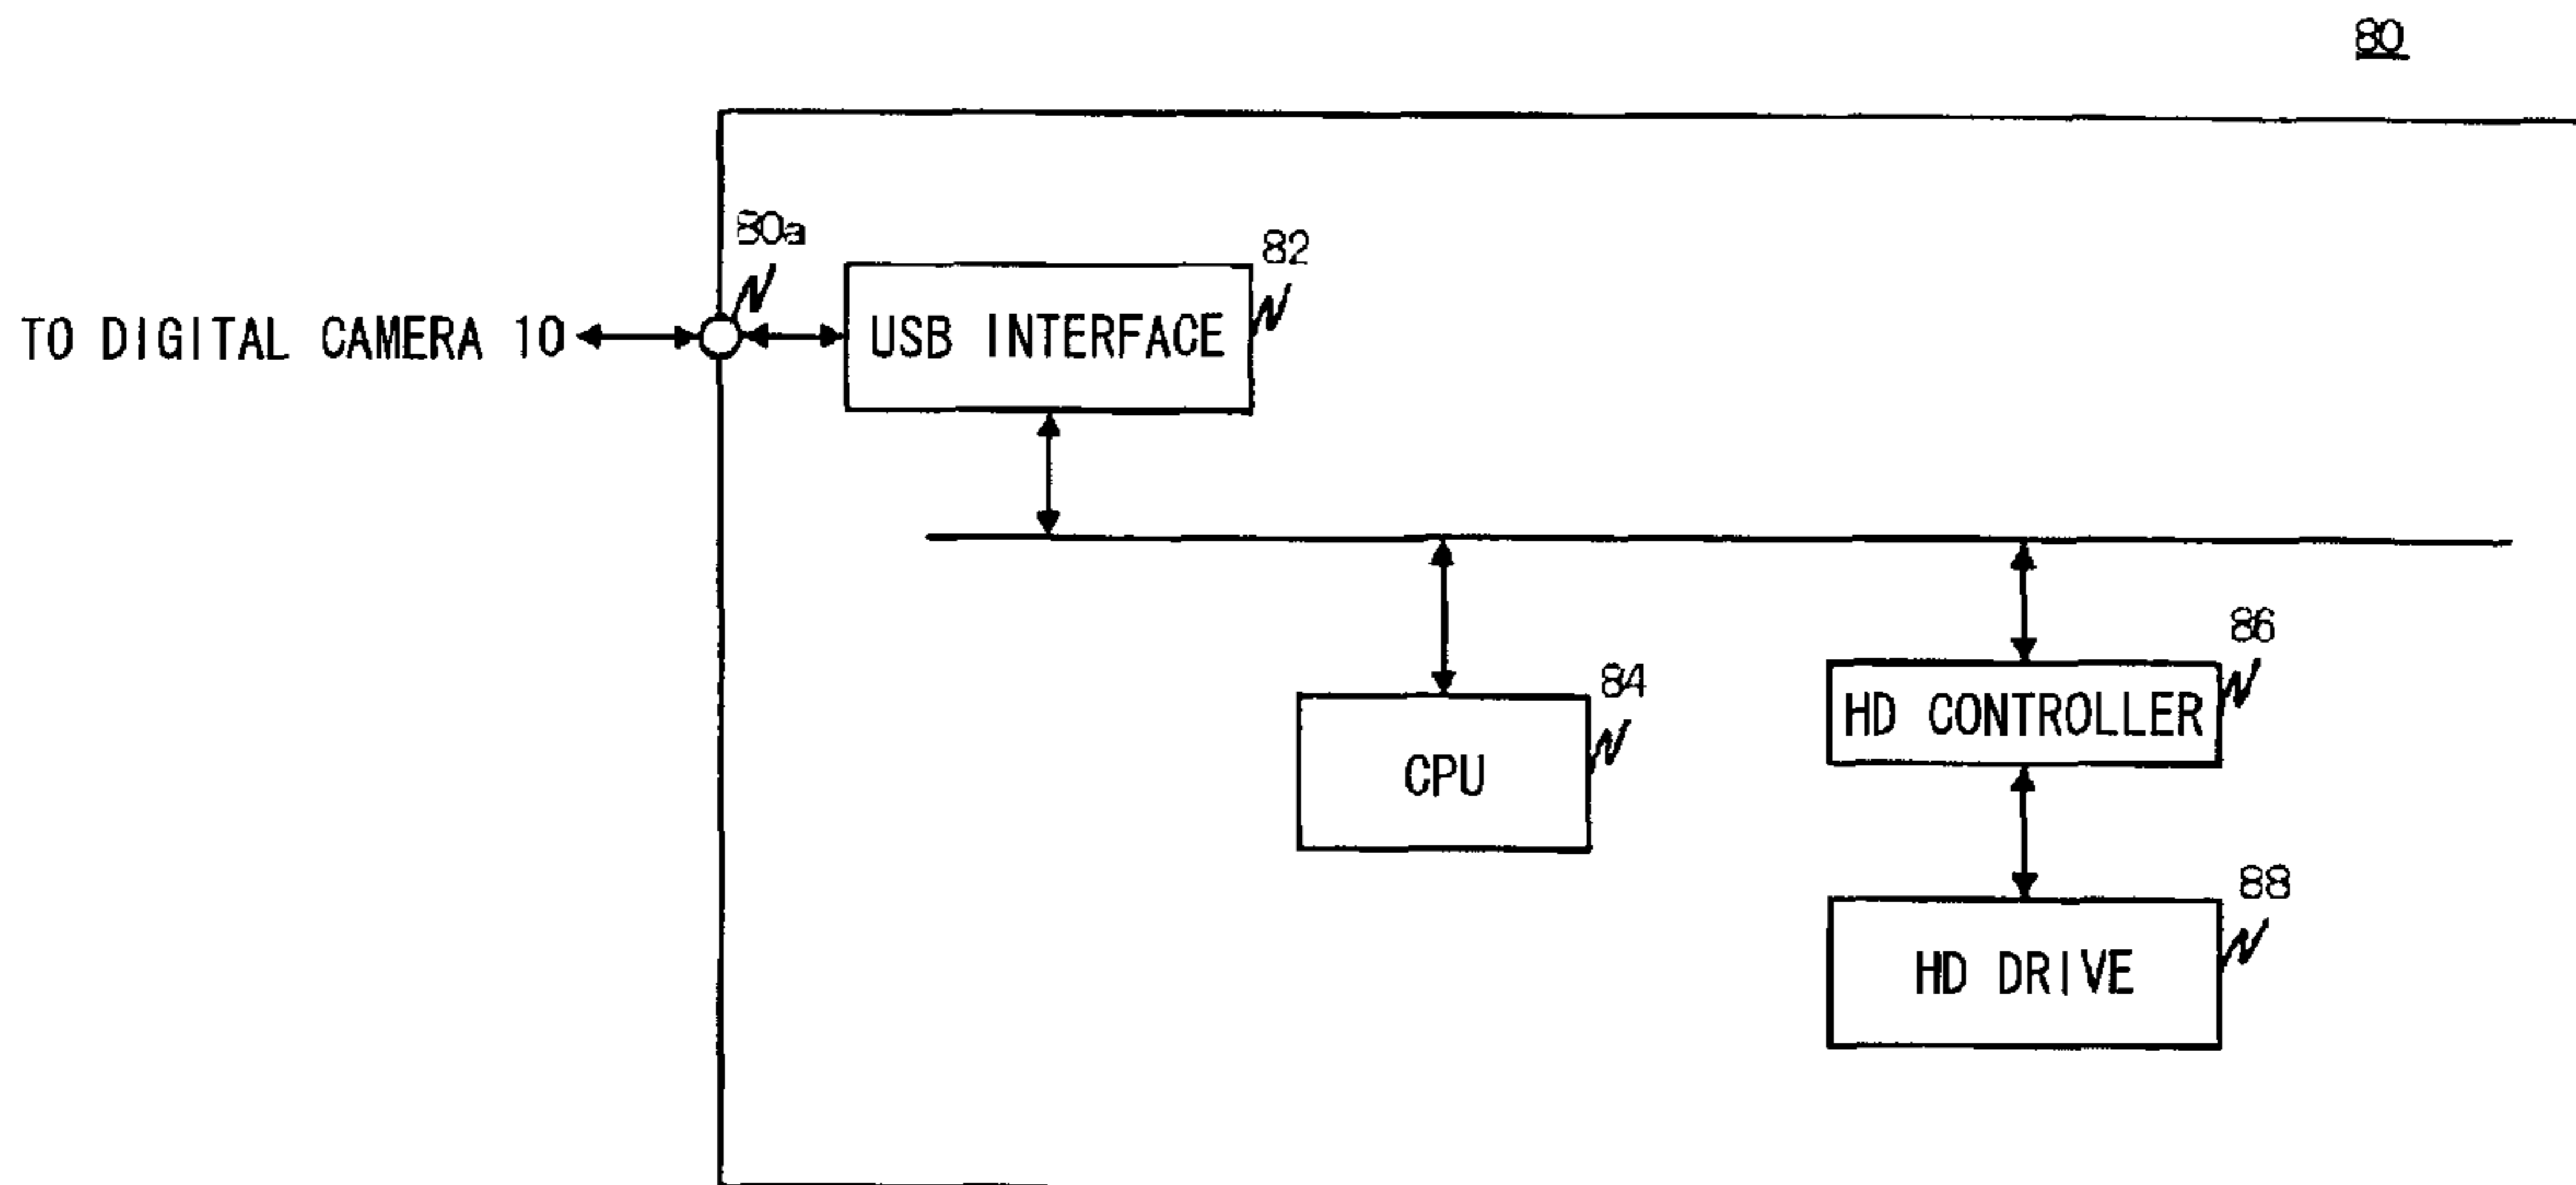 80
80a
82
TO DIGITAL CAMERA 10
USB INTERFACE
86
84
HD CONTROLLER
CPU
88
HD DRIVE